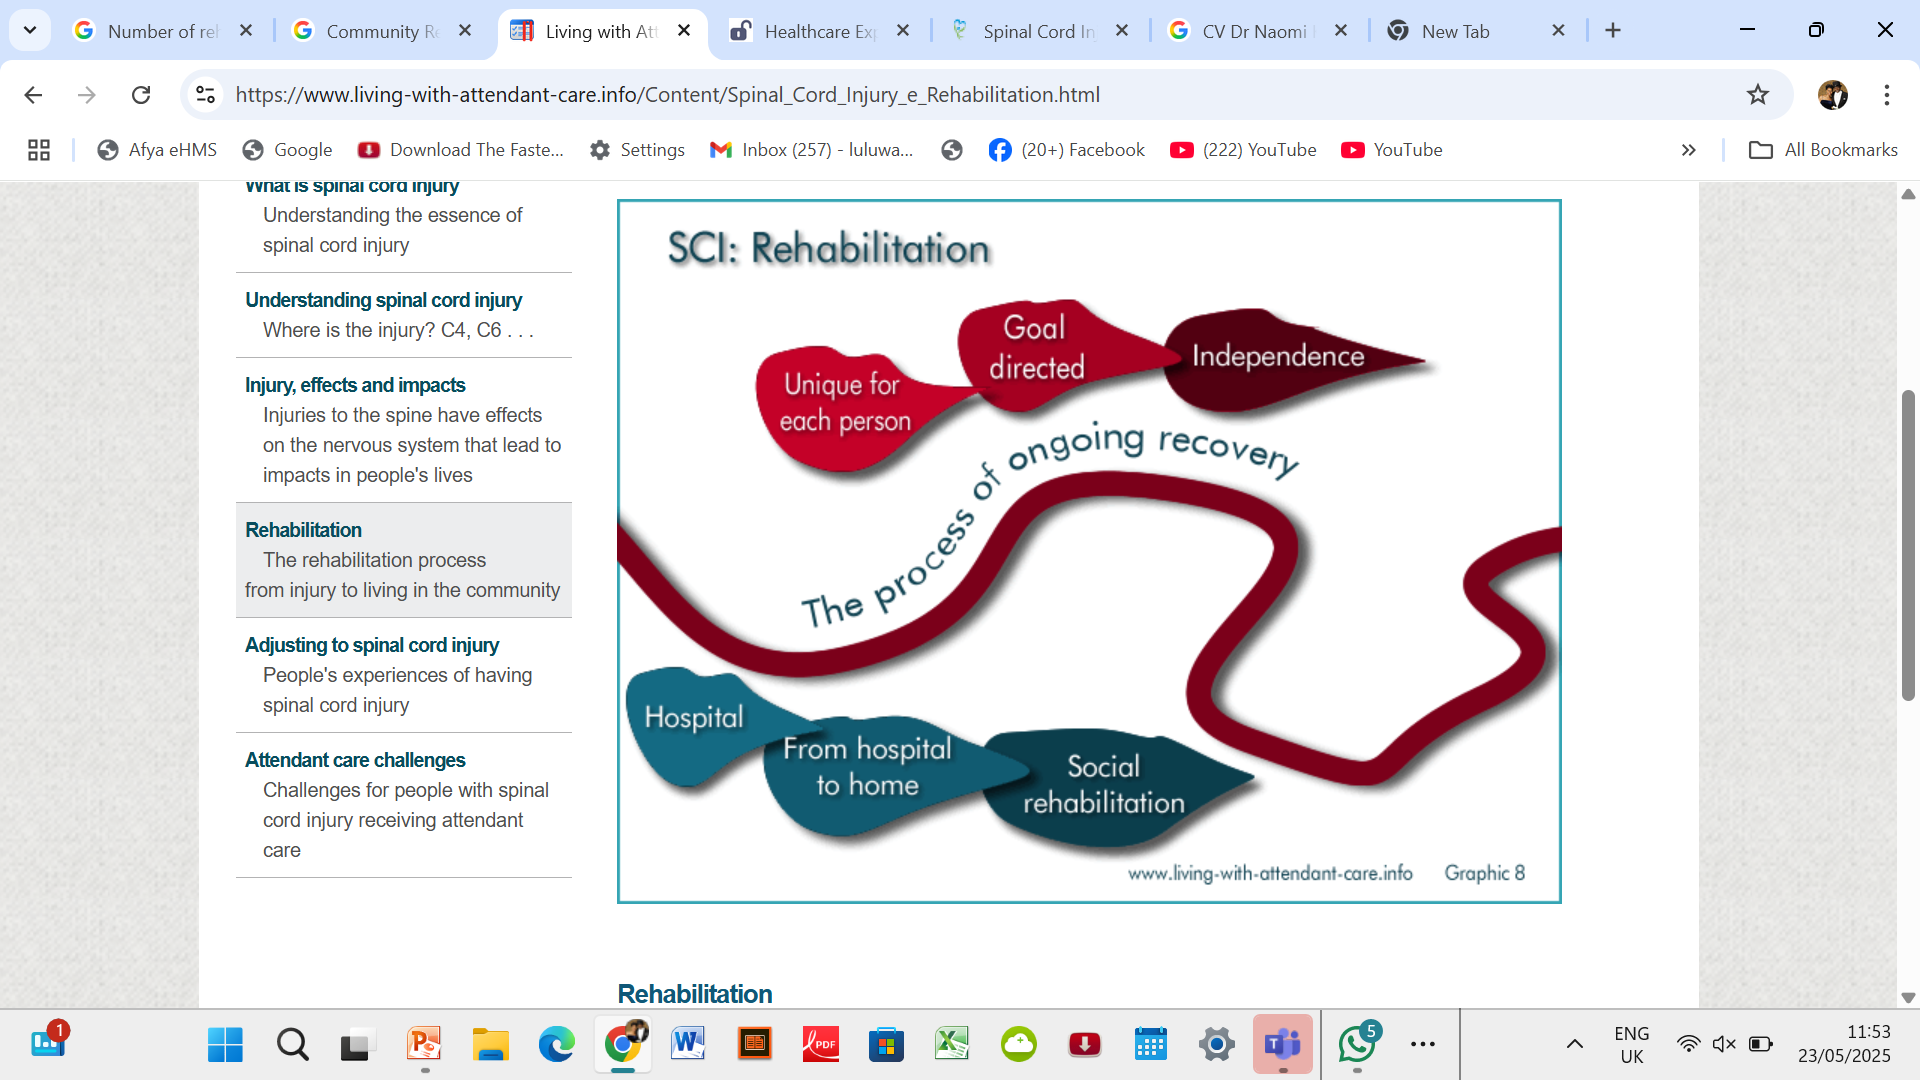 Number of reh
Community Re
Living with Att
Healthcare Exp
Spinal Cord In
CV Dr Naomi
New Tab
https://www.living-with-attendant-care.info/Content/Spinal_Cord_Injury_e_Rehabilitation.html
Afya eHMS
Google
Download The Faste...
Settings
Inbox (257) - luluwa...
(20+) Facebook
(222) YouTube
YouTube
»
All Bookmarks
What is spinal cord injury
Understanding the essence of
spinal cord injury
Understanding spinal cord injury
Where is the injury? C4, C6 . . .
Injury, effects and impacts
Injuries to the spine have effects
on the nervous system that lead to
impacts in people's lives
Rehabilitation
The rehabilitation process
from injury to living in the community
Adjusting to spinal cord injury
People's experiences of having
spinal cord injury
Attendant care challenges
Challenges for people with spinal
cord injury receiving attendant
care
SCI: Rehabilitation
Unique for
each person
Goal
directed
Independence
The process of ongoing recovery
Hospital
From hospital
to home
Social
rehabilitation
www.living-with-attendant-care.info Graphic 8
Rehabilitation
1
PDF
5
ENG
UK
11:53
23/05/2025